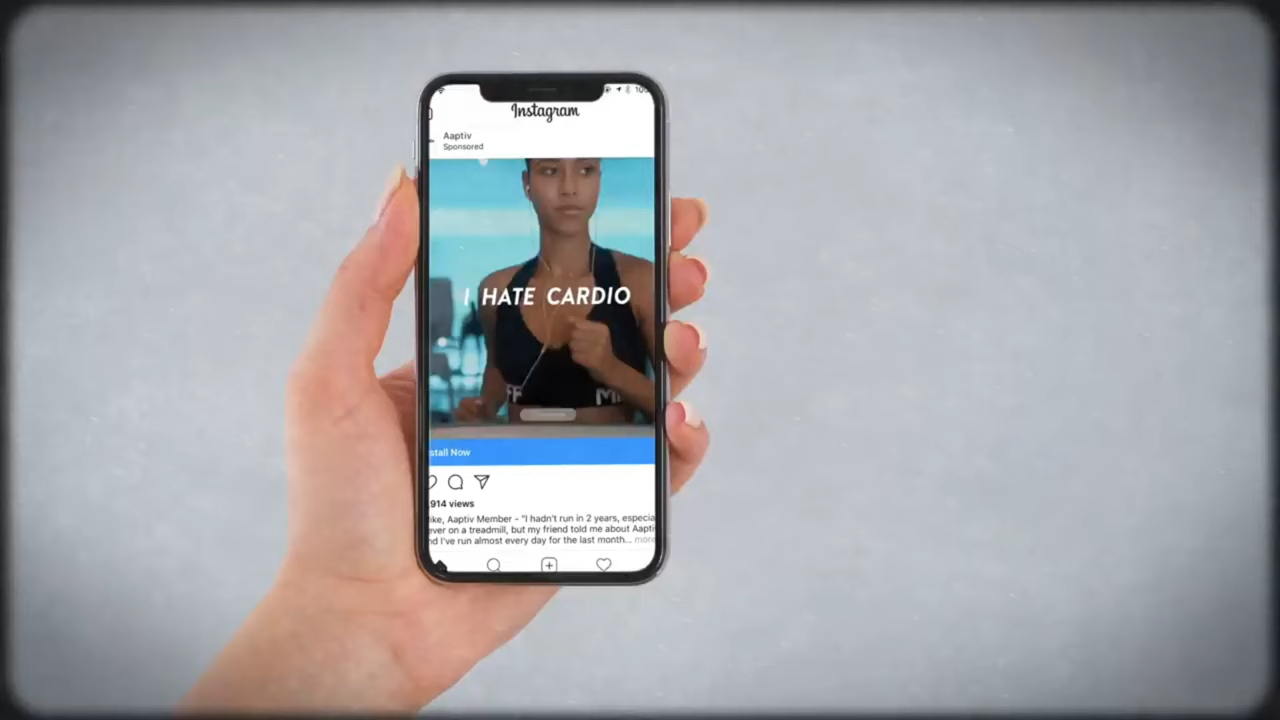 100
Instagram
Aaptiv
Sponsored
I HATE CARDIO
stall Now
914 views
ike, Aaptiv Member - "I hadn't run in 2 years, especia
ever on a treadmill, but my friend told me about Aapti
nd I've run almost every day for the last month... more